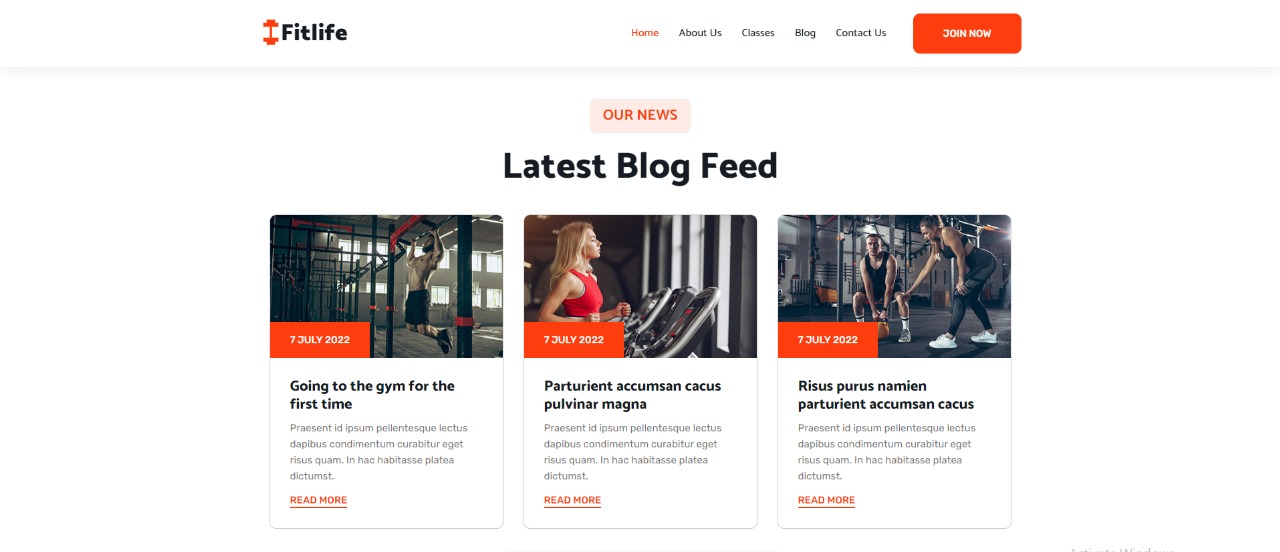 Fitlife
Home About Us Classes Blog Contact Us JOIN NOW
OUR NEWS
Latest Blog Feed
7 JULY 2022
Going to the gym for the
first time
Praesent id ipsum pellentesque lectus
dapibus condimentum curabitur eget
risus quam. In hac habitasse platea
dictumst.
READ MORE
7 JULY 2022
Parturient accumsan cacus
pulvinar magna
Praesent id ipsum pellentesque lectus
dapibus condimentum curabitur eget
risus quam. In hac habitasse platea
dictumst.
READ MORE
7 JULY 2022
Risus purus namien
parturient accumsan cacus
Praesent id ipsum pellentesque lectus
dapibus condimentum curabitur eget
risus quam. In hac habitasse platea
dictumst.
READ MORE
Activate Windows